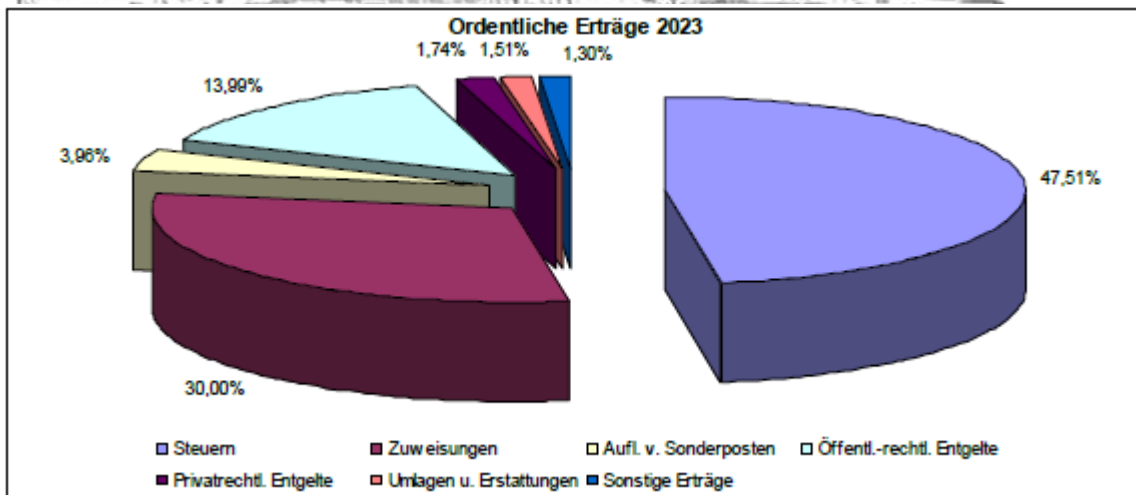 Ordentliche Erträge 2023
1,74% 1,51% 1,30%
13,99%
3,96%
47,51%
30,00%
Steuern Zuweisungen Aufl. v. Sonderposten Öffentl.-rechtl. Entgelte
Privatrechtl. Entgelte Umlagen u. Erstattungen Sonstige Erträge